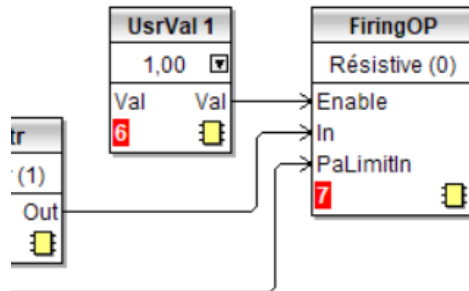 UsrVal 1
1,00
Val Val
6
FiringOP
Résistive (0)
Enable
In
PaLimitIn
7
tr
(1)
Out